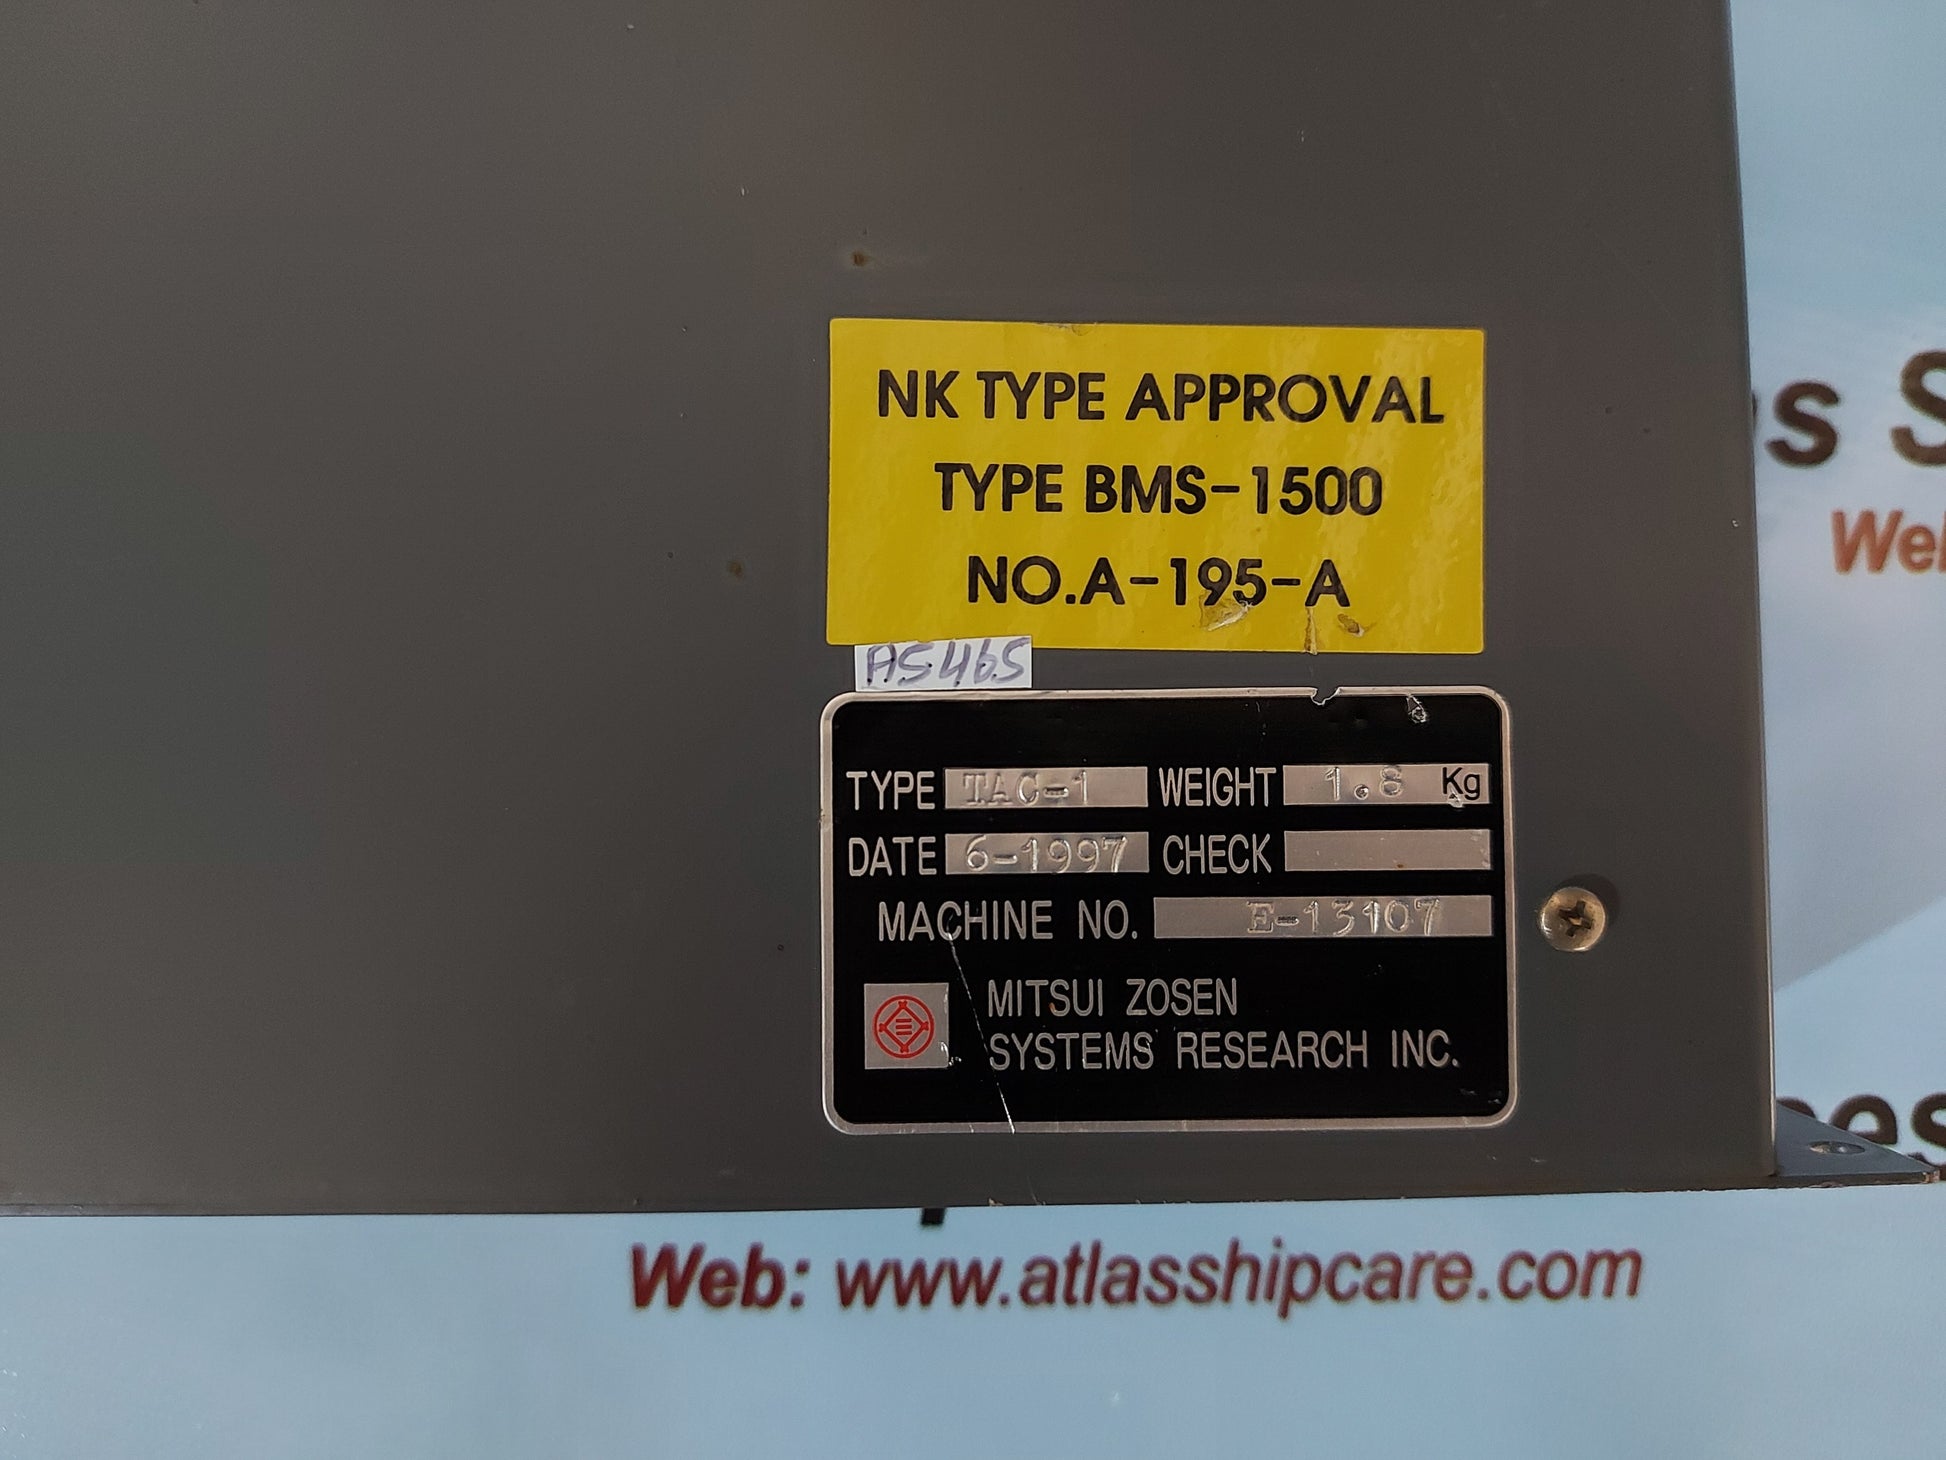 NK TYPE APPROVAL
TYPE BMS-1500
NO.A-195-A
A5465
TYPE TAC-1 WEIGHT 1.8 Kg
DATE 6-1997 CHECK
MACHINE NO. E-13107
MITSUI ZOSEN
SYSTEMS RESEARCH INC.
Web: www.atlasshipcare.com